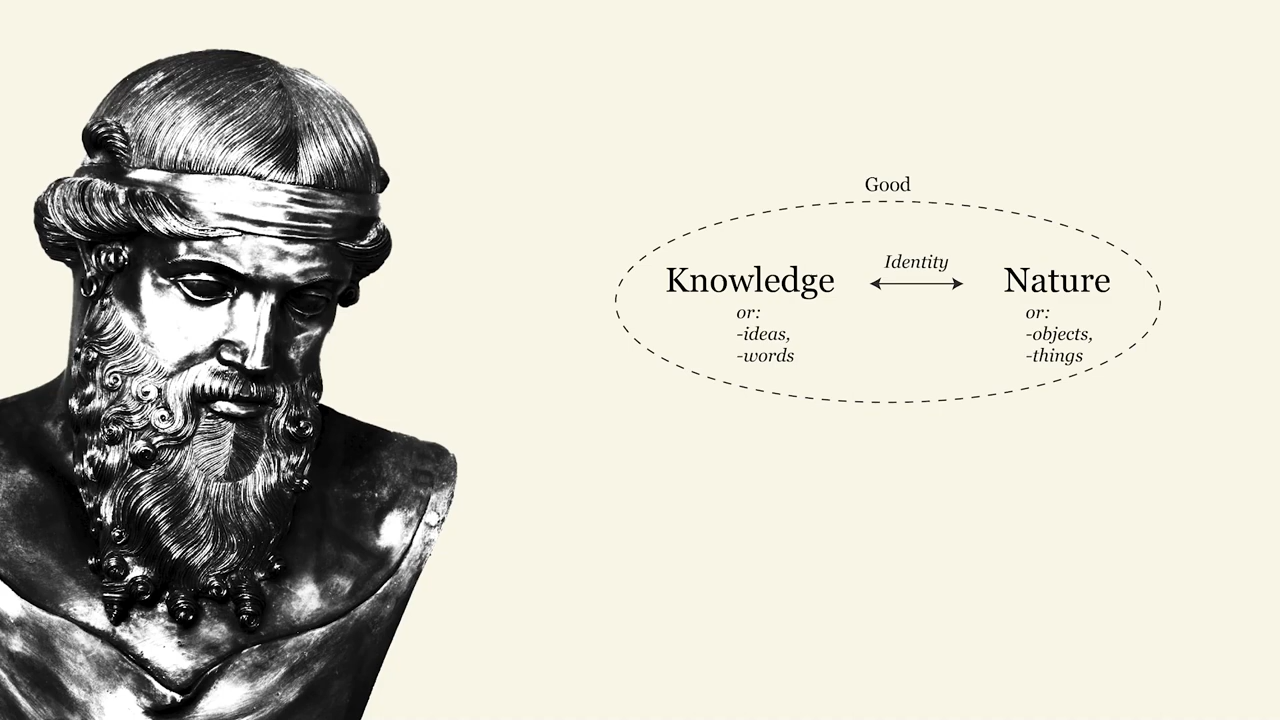 Good
Identity
Knowledge
Nature
or:
-ideas,
-words
or:
-objects,
-things